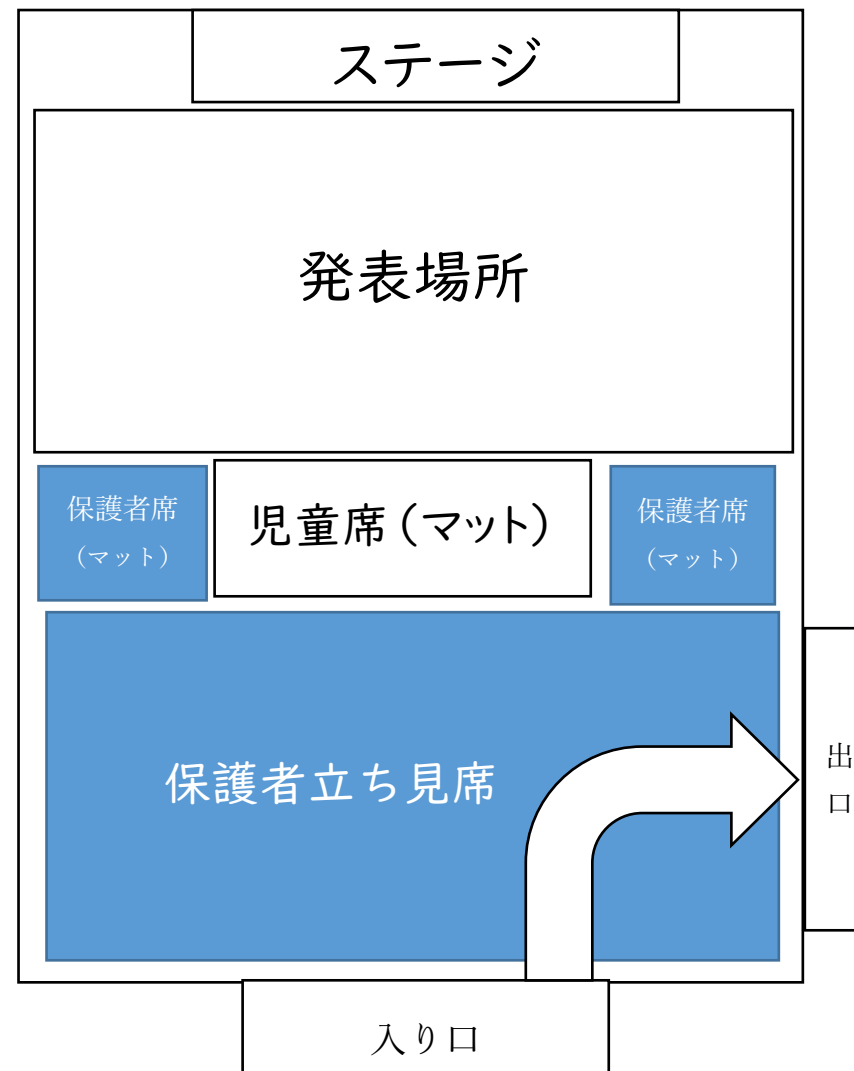 ステージ
発表場所
保護者席
（マット）
児童席（マット）
保護者席
（マット）
保護者立ち見席
出口
入り口